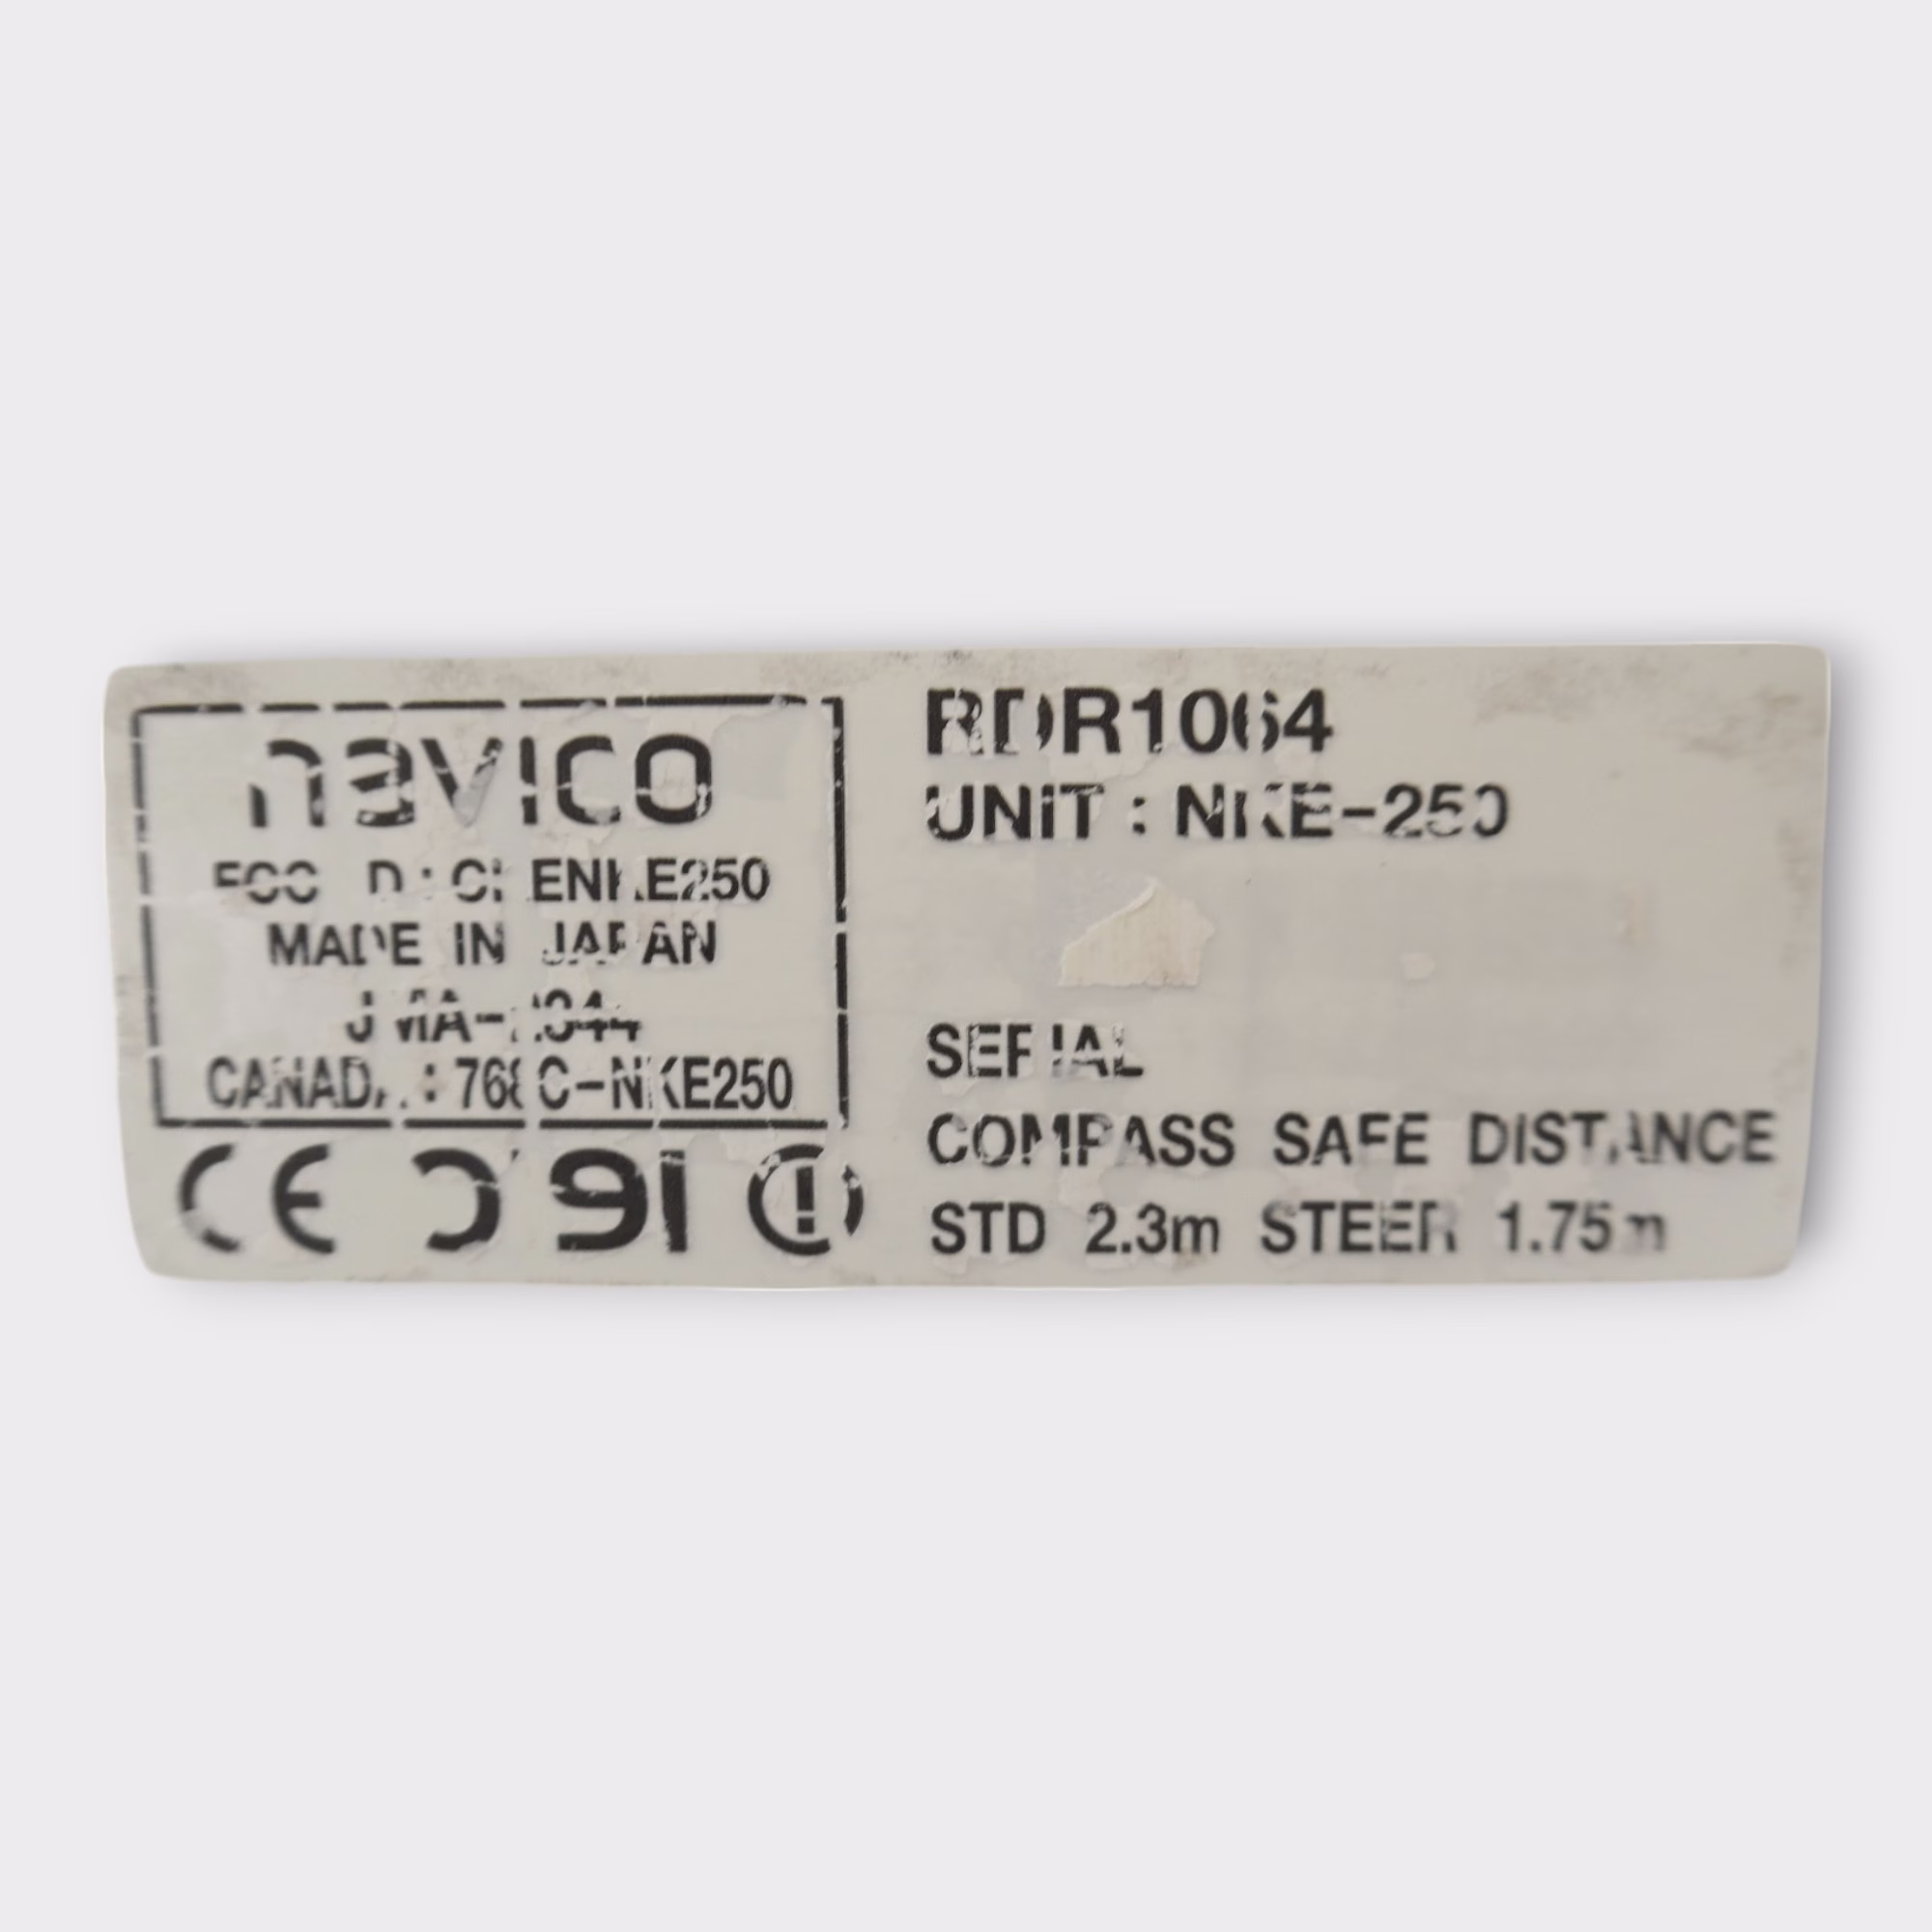 navico
MADE IN JAPAN
CE 0191
RDR1064
UNIT : NKE-250
SERIAL
COMPASS SAFE DISTANCE
STD 2.3m STEER 1.75m